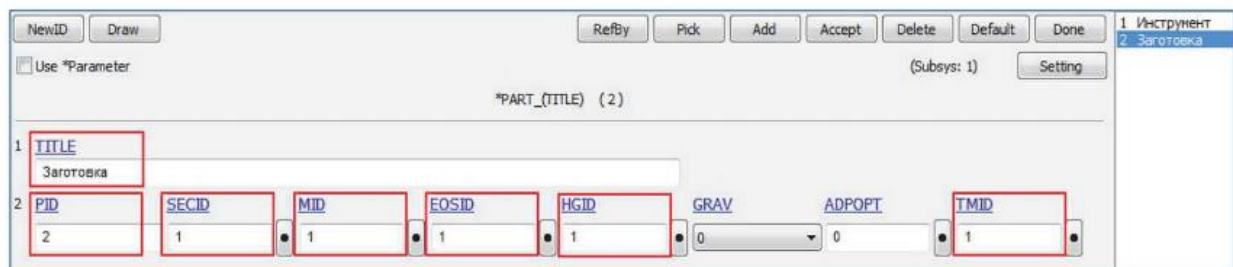 NewID Draw RefBy Pick Add Accept Delete Default Done
1 Инструмент
2 Заготовка
Use *Parameter (Subsys: 1) Setting
*PART_(TITLE) (2)
1 TITLE
Заготовка
2 PID SECID MID EOSID HGID GRAV ADPOPT TMID
2 1 1 1 1 0 0 1